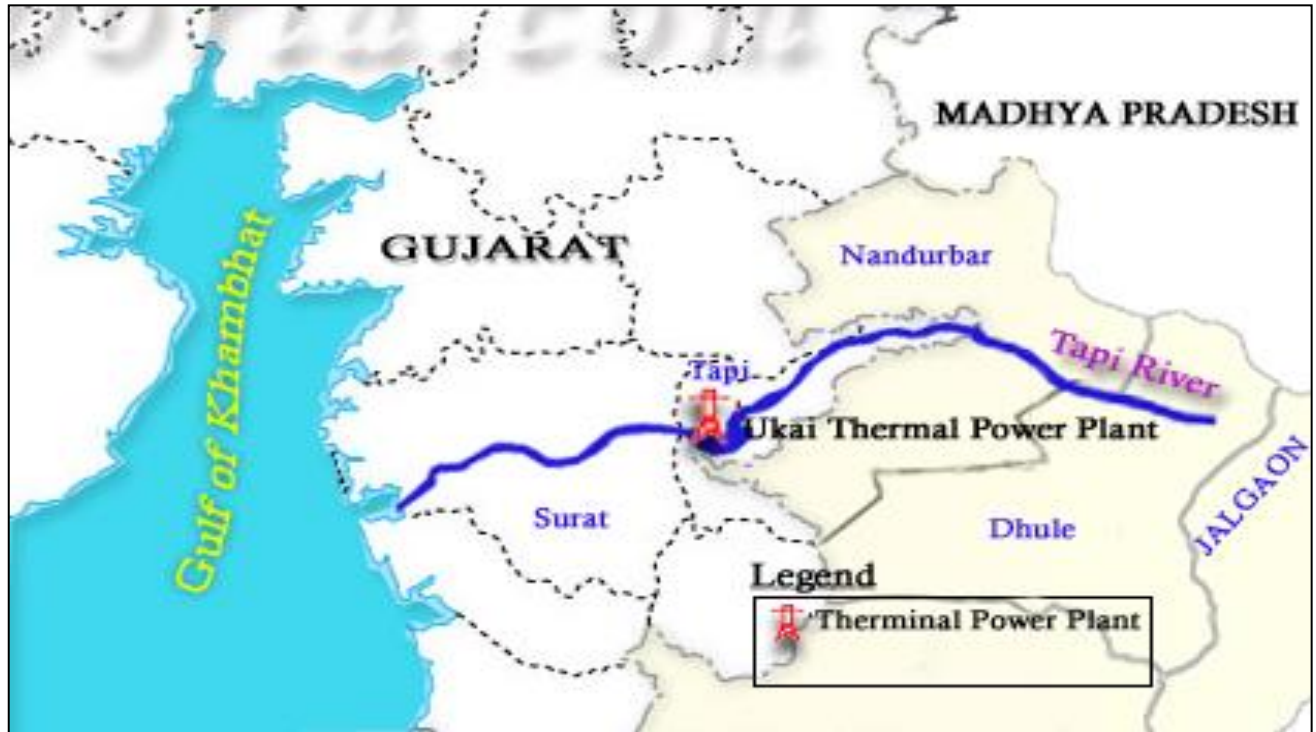 MADHYA PRADESH
GUJARAT
Nandurbar
Gulf of Khambhat
Tapi River
Tapi
Ukai Thermal Power Plant
Surat
Dhule
JALGAON
Legend
Therminal Power Plant